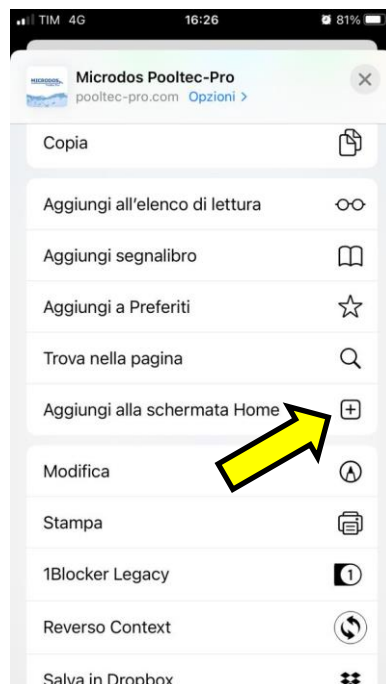 TIM 4G 16:26 81%
MICRODOS
Microdos Pooltec-Pro
pooltec-pro.com Opzioni >
Copia
Aggiungi all'elenco di lettura
Aggiungi segnalibro
Aggiungi a Preferiti
Trova nella pagina
Aggiungi alla schermata Home
Modifica
Stampa
1Blocker Legacy
1
Reverso Context
Salva in Dropbox